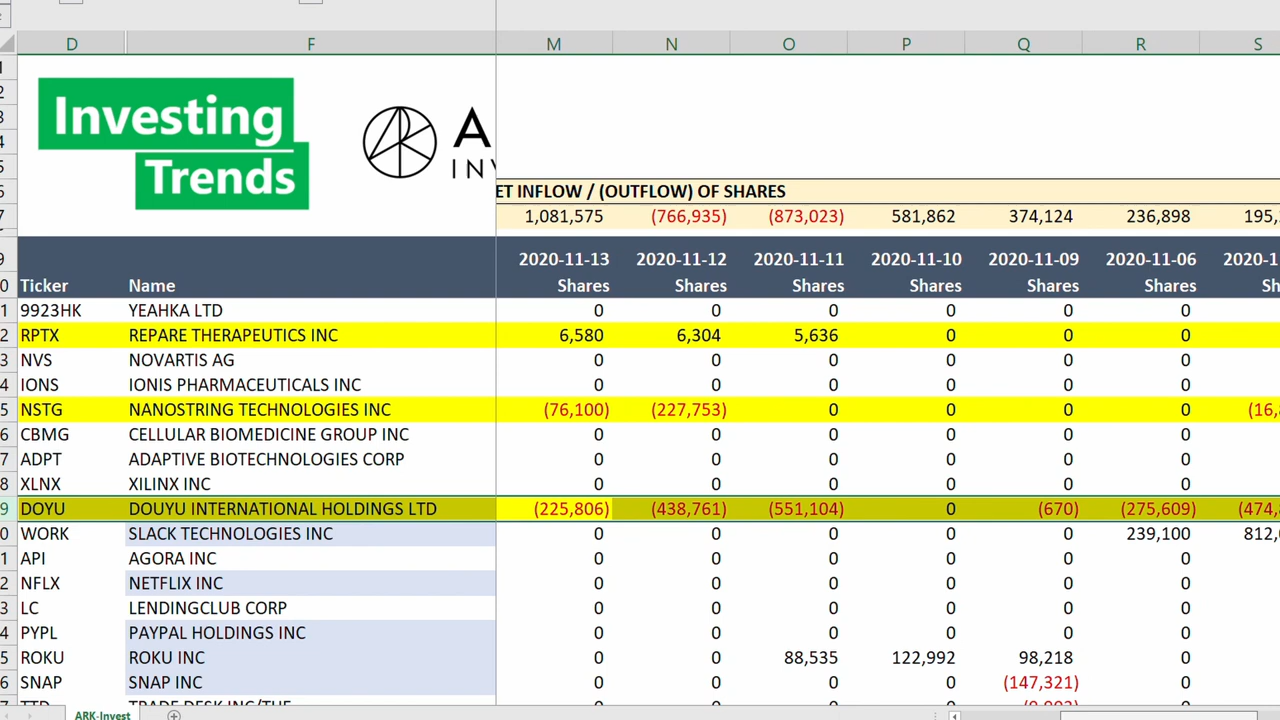 D F M N O P Q R S
Investing
Trends
A
INV
ET INFLOW / (OUTFLOW) OF SHARES
1,081,575 (766,935) (873,023) 581,862 374,124 236,898 195,
2020-11-13 2020-11-12 2020-11-11 2020-11-10 2020-11-09 2020-11-06 2020-1
Ticker Name Shares Shares Shares Shares Shares Shares Sh
9923HK YEAHKA LTD 0 0 0 0 0 0
RPTX REPARE THERAPEUTICS INC 6,580 6,304 5,636 0 0 0
NVS NOVARTIS AG 0 0 0 0 0 0
IONS IONIS PHARMACEUTICALS INC 0 0 0 0 0 0
NSTG NANOSTRING TECHNOLOGIES INC (76,100) (227,753) 0 0 0 0 (16,
CBMG CELLULAR BIOMEDICINE GROUP INC 0 0 0 0 0 0
ADPT ADAPTIVE BIOTECHNOLOGIES CORP 0 0 0 0 0 0
XLNX XILINX INC 0 0 0 0 0 0
DOYU DOUYU INTERNATIONAL HOLDINGS LTD (225,806) (438,761) (551,104) 0 (670) (275,609) (474,
WORK SLACK TECHNOLOGIES INC 0 0 0 0 0 239,100 812,
API AGORA INC 0 0 0 0 0 0
NFLX NETFLIX INC 0 0 0 0 0 0
LC LENDINGCLUB CORP 0 0 0 0 0 0
PYPL PAYPAL HOLDINGS INC 0 0 0 0 0 0
ROKU ROKU INC 0 0 88,535 122,992 98,218 0
SNAP SNAP INC 0 0 0 0 (147,321) 0
ARK-Invest